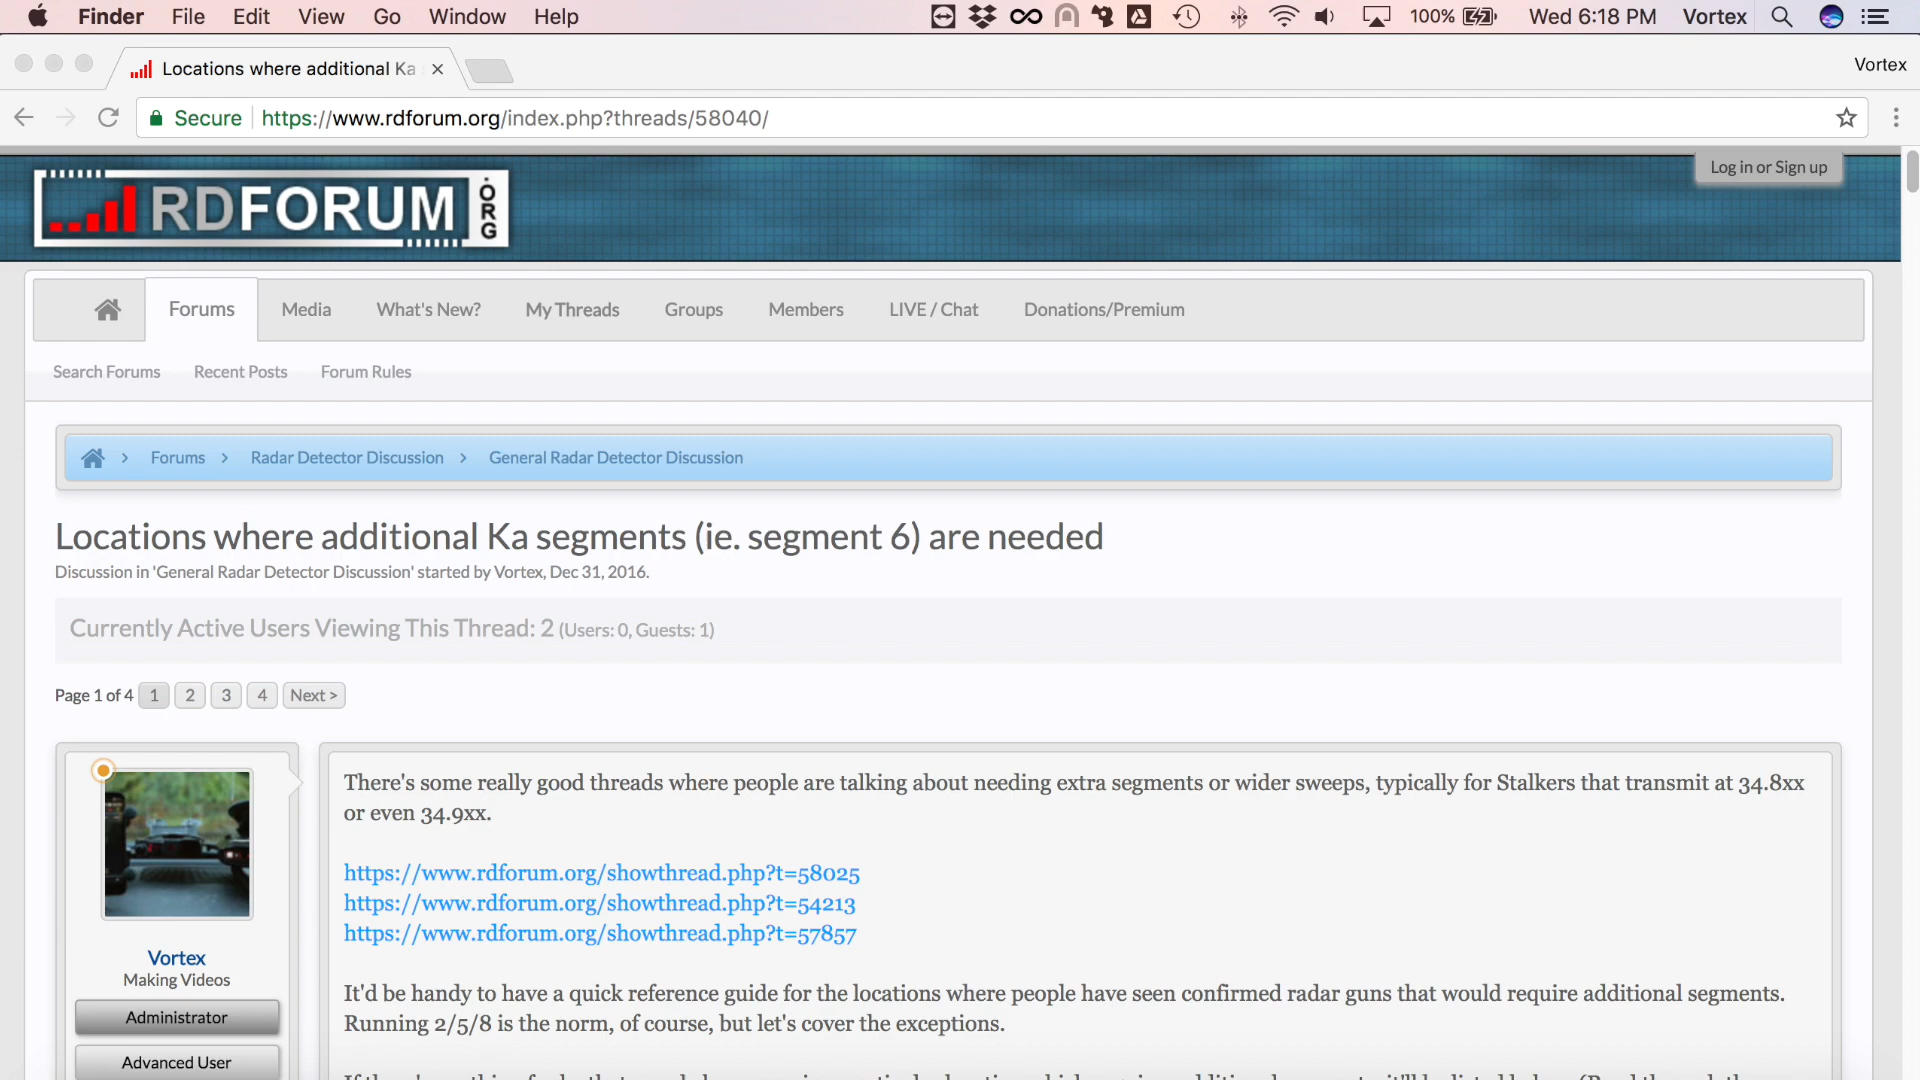 Finder File Edit View Go Window Help 100% Wed 6:18 PM Vortex
Locations where additional Ka
Vortex
Secure https://www.rdforum.org/index.php?threads/58040/
Log in or Sign up
RDFORUM.ORG
Forums Media What's New? My Threads Groups Members LIVE / Chat Donations/Premium
Search Forums Recent Posts Forum Rules
Forums > Radar Detector Discussion > General Radar Detector Discussion
Locations where additional Ka segments (ie. segment 6) are needed
Discussion in 'General Radar Detector Discussion' started by Vortex, Dec 31, 2016.
Currently Active Users Viewing This Thread: 2 (Users: 0, Guests: 1)
Page 1 of 4 1 2 3 4 Next >
There's some really good threads where people are talking about needing extra segments or wider sweeps, typically for Stalkers that transmit at 34.8xx
or even 34.9xx.
https://www.rdforum.org/showthread.php?t=58025
https://www.rdforum.org/showthread.php?t=54213
https://www.rdforum.org/showthread.php?t=57857
Vortex
Making Videos
Administrator
Advanced User
It'd be handy to have a quick reference guide for the locations where people have seen confirmed radar guns that would require additional segments.
Running 2/5/8 is the norm, of course, but let's cover the exceptions.